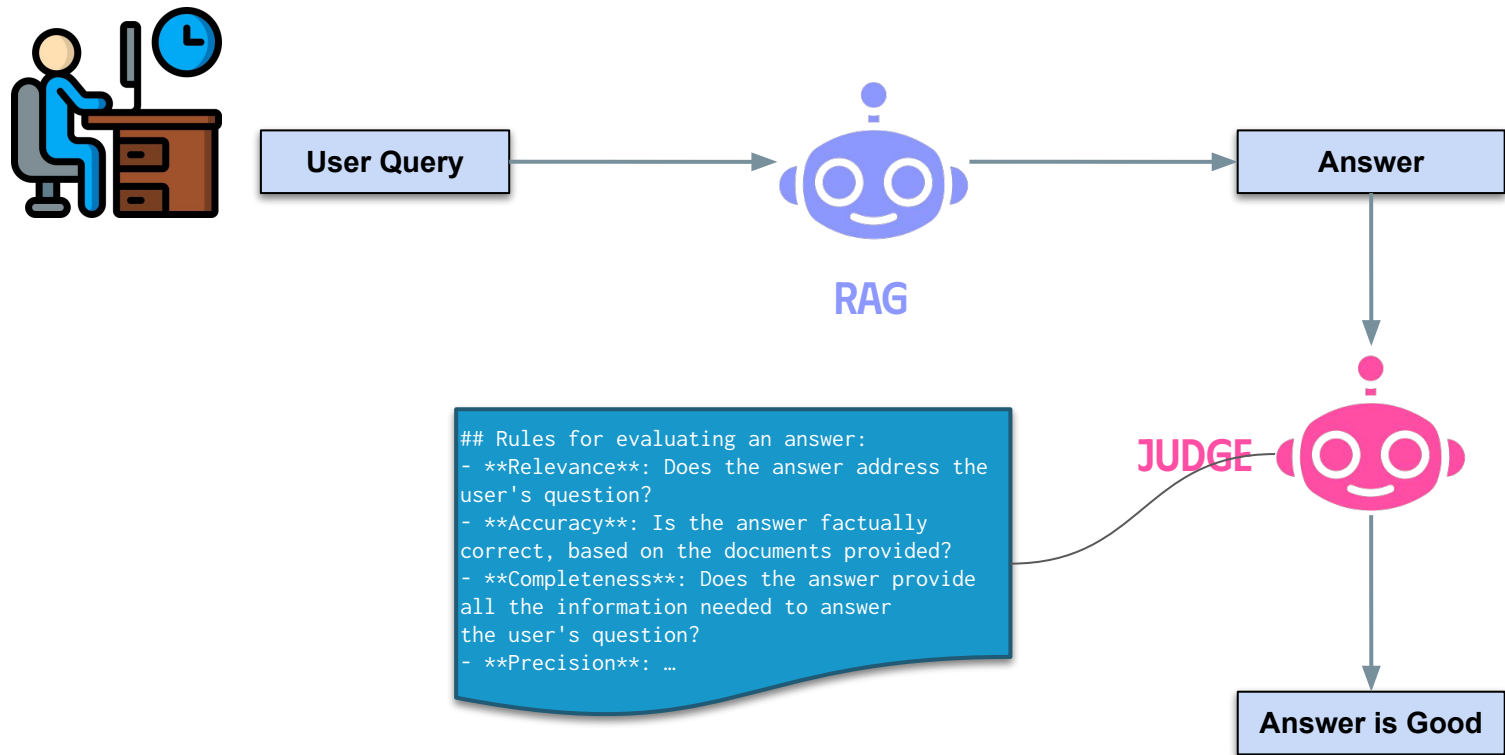 User Query
Answer
RAG
JUDGE
## Rules for evaluating an answer:
- **Relevance**: Does the answer address the
user's question?
- **Accuracy**: Is the answer factually
correct, based on the documents provided?
- **Completeness**: Does the answer provide
all the information needed to answer
the user's question?
- **Precision**: …
Answer is Good